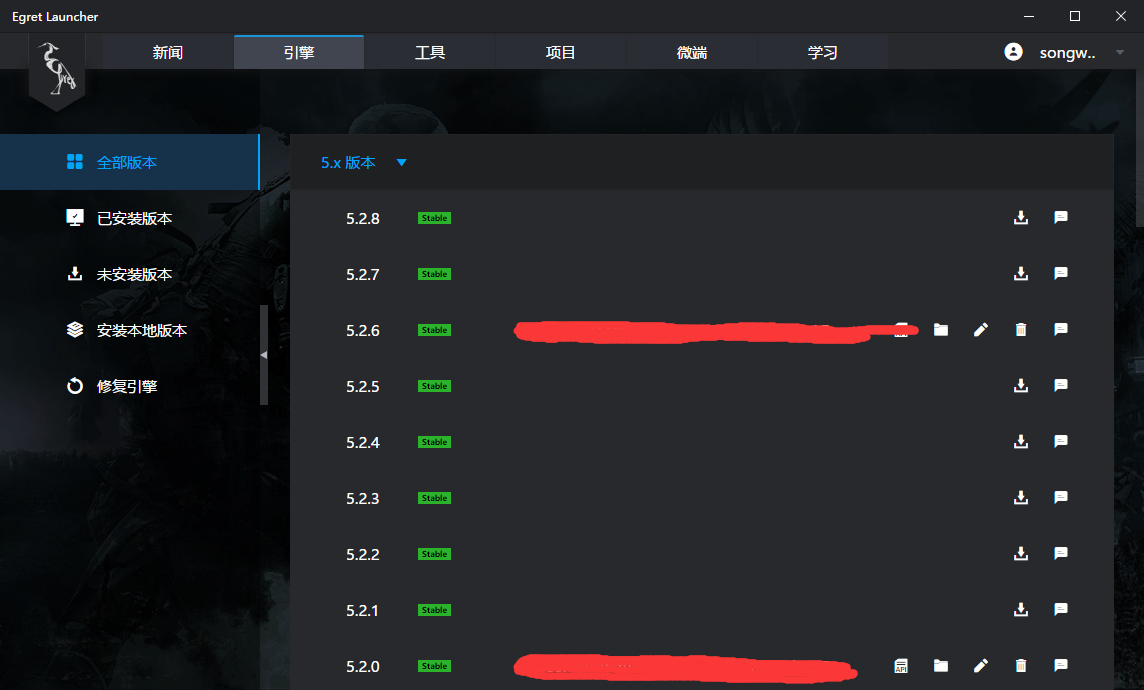 Egret Launcher
新闻 引擎 工具 项目 微端 学习 songw..
全部版本
5.x 版本
已安装版本
5.2.8 Stable
未安装版本
5.2.7 Stable
安装本地版本
5.2.6 Stable
修复引擎
5.2.5 Stable
5.2.4 Stable
5.2.3 Stable
5.2.2 Stable
5.2.1 Stable
5.2.0 Stable API